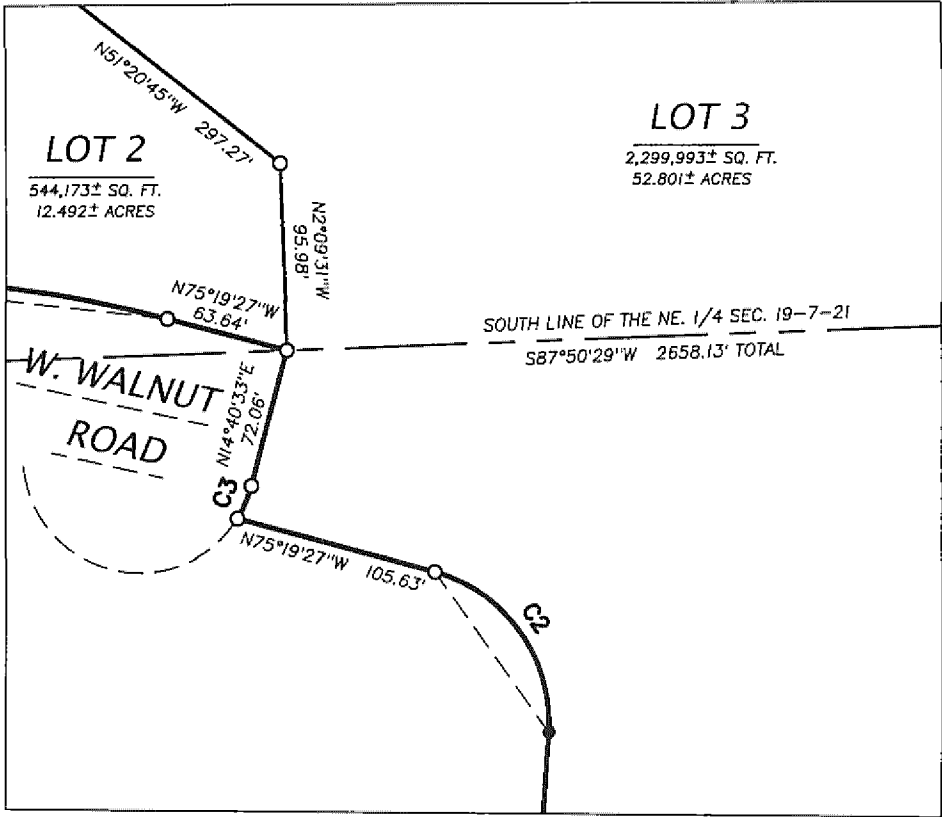 N51°20'45"W 297.27'
LOT 2
544,173± SQ. FT.
12.492± ACRES
LOT 3
2,299,993± SQ. FT.
52.801± ACRES
N2°09'31"W
95.98'
N75°19'27"W
63.64'
SOUTH LINE OF THE NE. 1/4 SEC. 19-7-21
S87°50'29"W 2658.13' TOTAL
W. WALNUT
ROAD
N14°40'33"E
72.06'
C3
N75°19'27"W 105.63'
C2